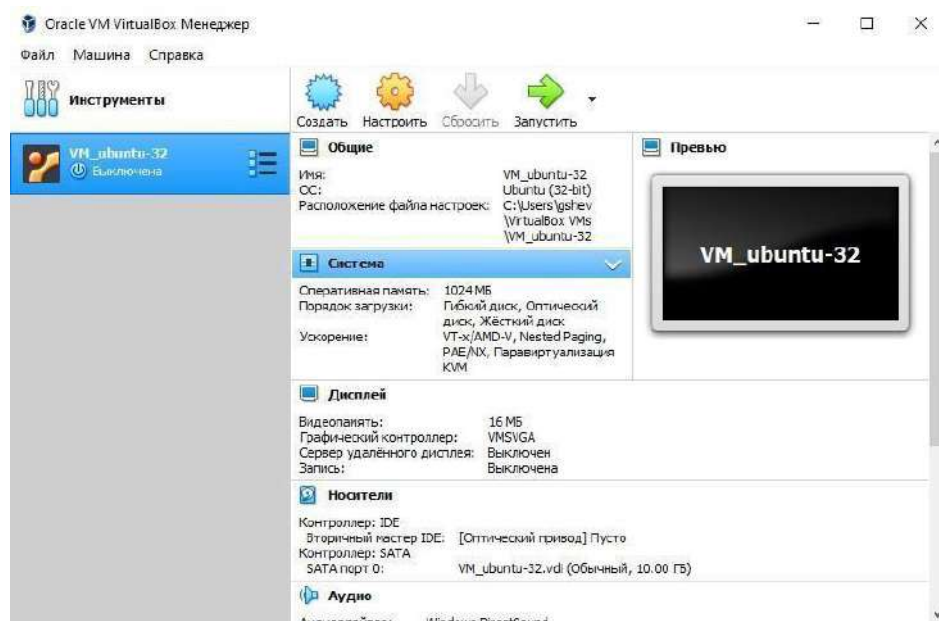 Oracle VM VirtualBox Менеджер
Файл Машина Справка
Инструменты
Создать Настроить Сбросить Запустить
VM_ubuntu-32
Выключена
Общие
Имя: VM_ubuntu-32
ОС: Ubuntu (32-bit)
Расположение файла настроек: C:\Users\gshev
\VirtualBox VMs
\VM_ubuntu-32
Превью
VM_ubuntu-32
Система
Оперативная память: 1024 МБ
Порядок загрузки: Гибкий диск, Оптический
диск, Жёсткий диск
Ускорение: VT-x/AMD-V, Nested Paging,
PAE/NX, Паравиртуализация
KVM
Дисплей
Видеопамять: 16 МБ
Графический контроллер: VMSVGA
Сервер удалённого дисплея: Выключен
Запись: Выключена
Носители
Контроллер: IDE
Вторичный мастер IDE: [Оптический привод] Пусто
Контроллер: SATA
SATA порт 0: VM_ubuntu-32.vdi (Обычный, 10.00 ГБ)
Аудио